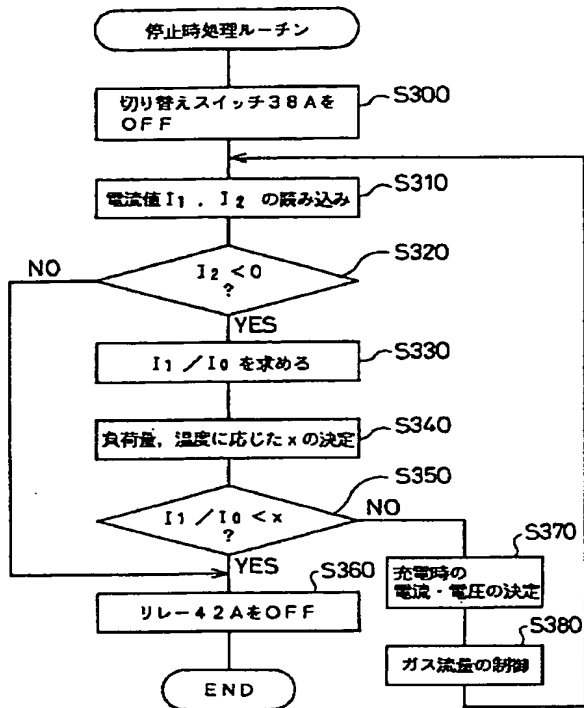 停止時処理ルーチン
切り替えスイッチ38Aを
OFF
S300
電流値I₁，I₂ の読み込み
S310
I₂＜0
?
S320
NO
YES
I₁／I₀ を求める
S330
負荷量，温度に応じたxの決定
S340
I₁／I₀＜x
?
S350
NO
YES
リレー42AをOFF
S360
充電時の
電流・電圧の決定
S370
ガス流量の制御
S380
END